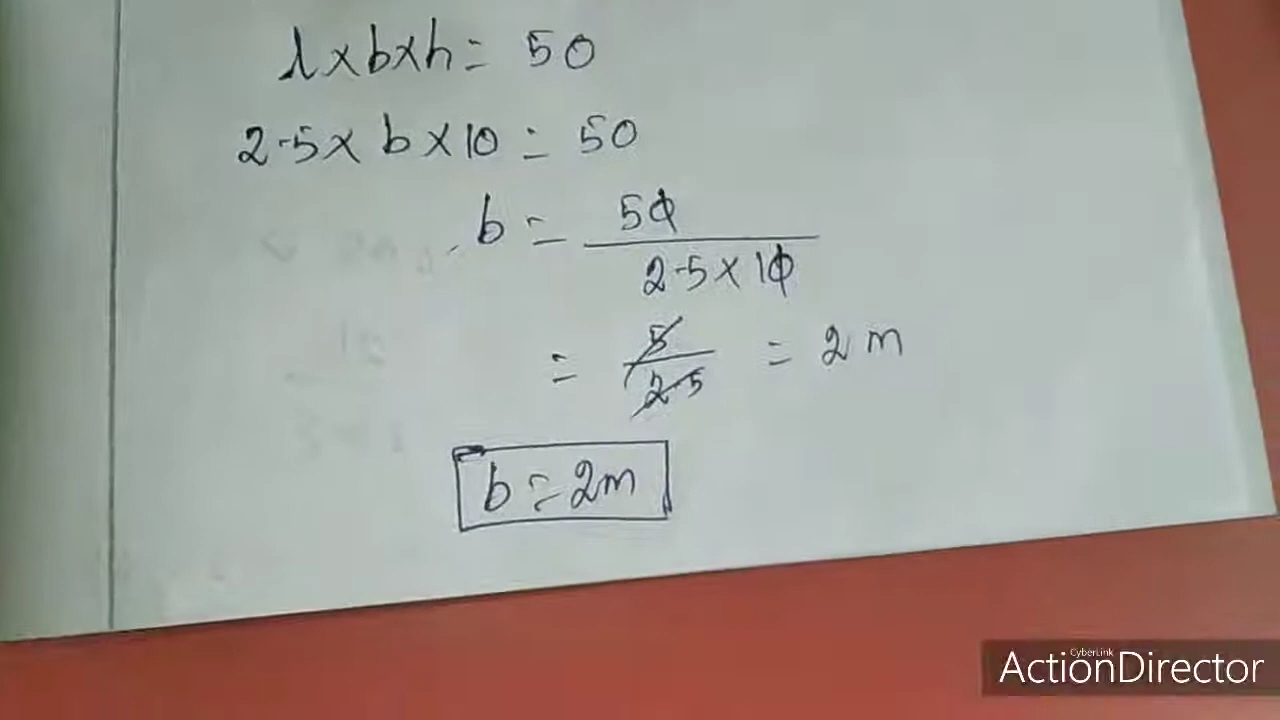 l×b×h= 50
2.5× b ×10 = 50
b = 50 / 2.5×10
= 5 / 2.5 = 2 m
b = 2m
CyberLink
ActionDirector